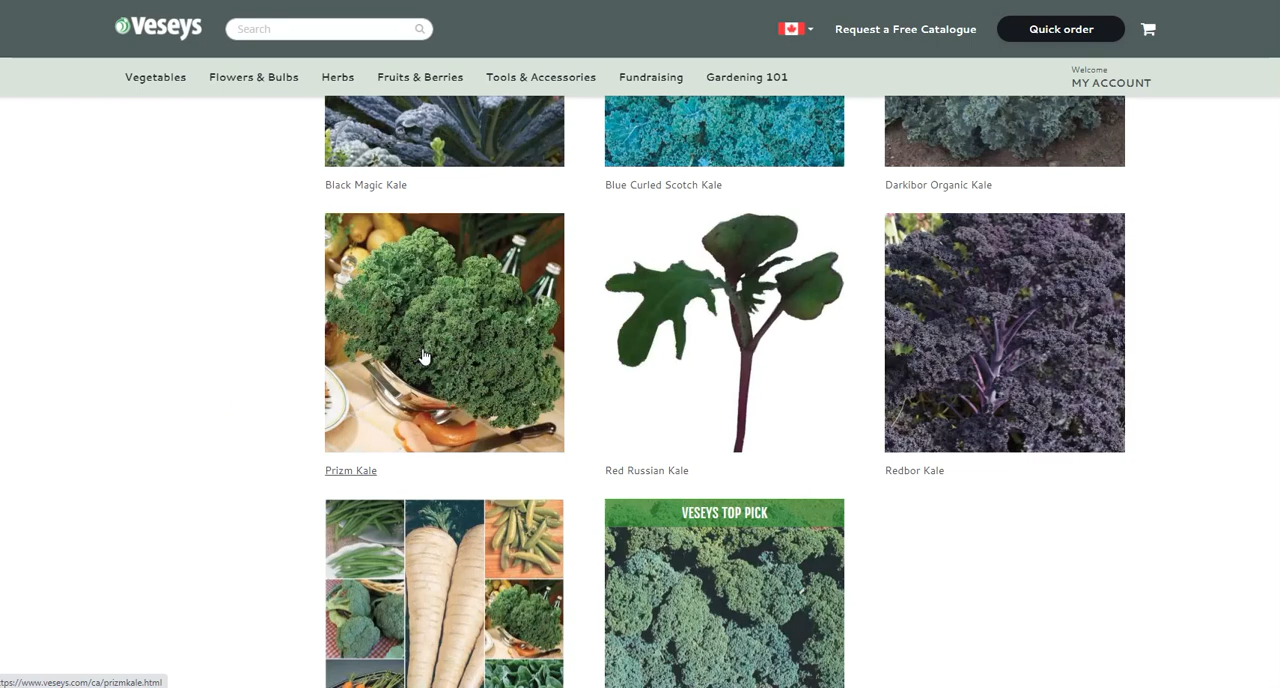 Veseys
Search
Request a Free Catalogue
Quick order
Vegetables
Flowers & Bulbs
Herbs
Fruits & Berries
Tools & Accessories
Fundraising
Gardening 101
Welcome
MY ACCOUNT
Black Magic Kale
Blue Curled Scotch Kale
Darkibor Organic Kale
Prizm Kale
Red Russian Kale
Redbor Kale
VESEYS TOP PICK
ttps://www.veseys.com/ca/prizmkale.html